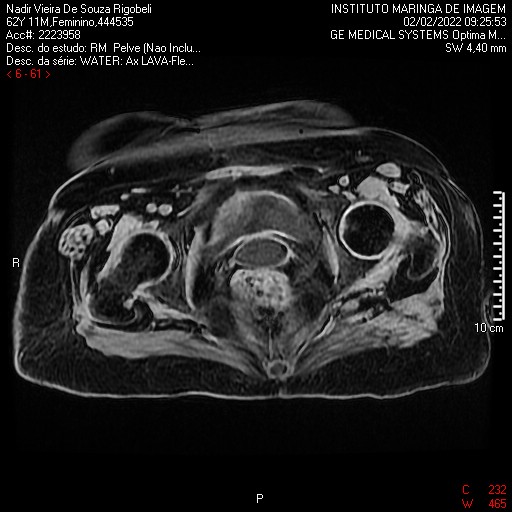 Nadir Vieira De Souza Rigobeli
62Y 11M,Feminino,444535
Acc#: 2223958
Desc. do estudo: RM Pelve (Nao Inclu...
Desc. da série: WATER: Ax LAVA-Fle...
< 6 - 61 >
INSTITUTO MARINGA DE IMAGEM
02/02/2022 09:25:53
GE MEDICAL SYSTEMS Optima M...
SW 4,40 mm
R
10 cm
P
C 232
W 465